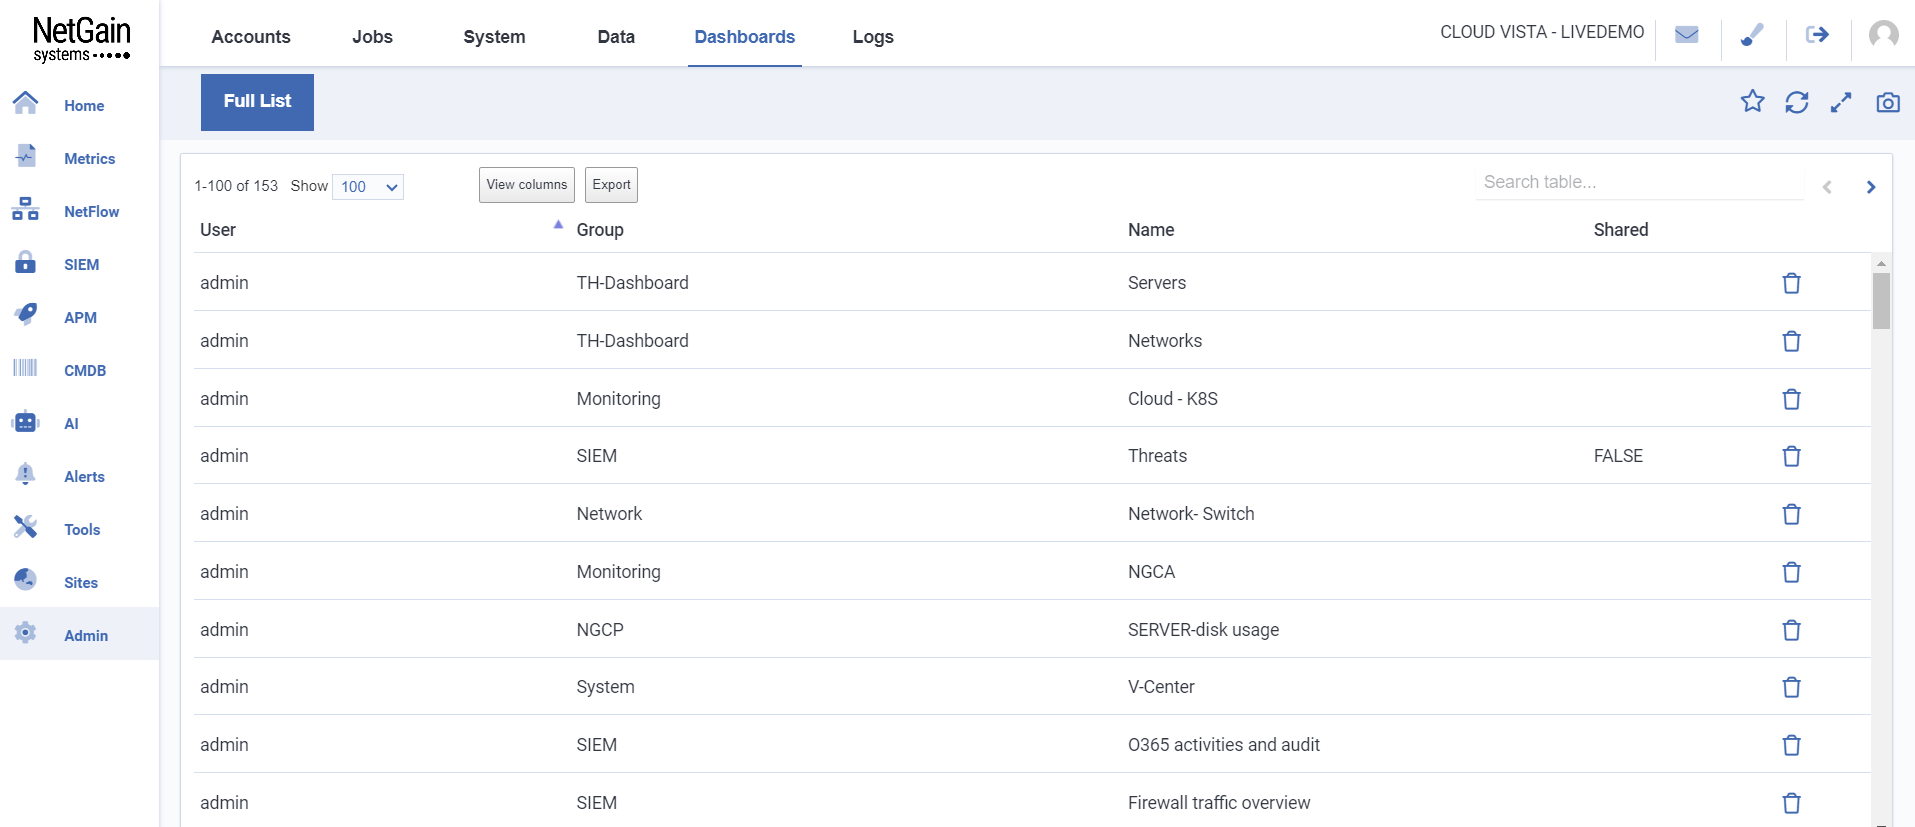 NetGain
systems
Accounts Jobs System Data Dashboards Logs
CLOUD VISTA - LIVEDEMO
Home
Metrics
NetFlow
SIEM
APM
CMDB
AI
Alerts
Tools
Sites
Admin
Full List
1-100 of 153 Show 100 View columns Export Search table...
User Group Name Shared
admin TH-Dashboard Servers
admin TH-Dashboard Networks
admin Monitoring Cloud - K8S
admin SIEM Threats FALSE
admin Network Network- Switch
admin Monitoring NGCA
admin NGCP SERVER-disk usage
admin System V-Center
admin SIEM O365 activities and audit
admin SIEM Firewall traffic overview